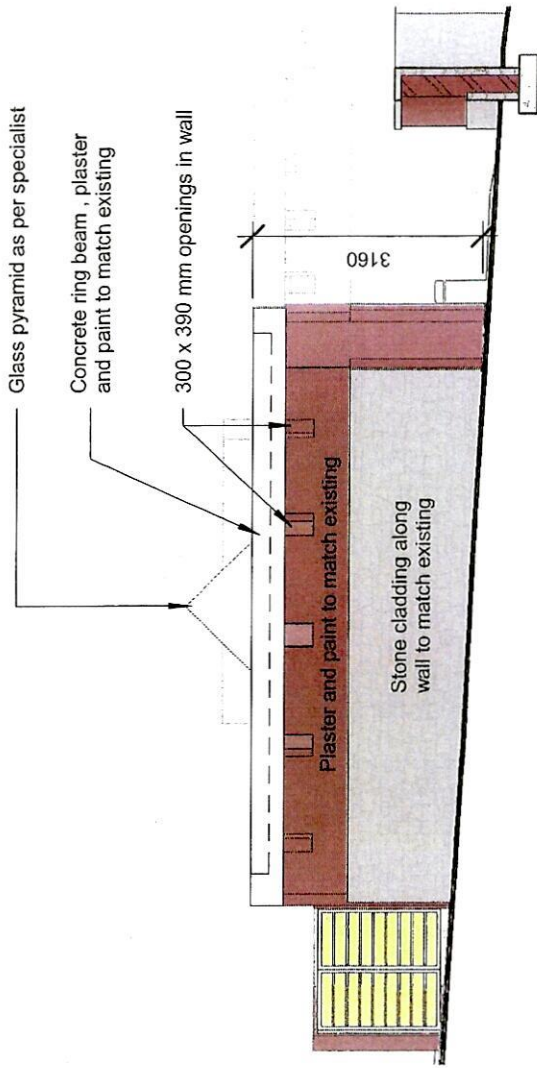 Glass pyramid as per specialist
Concrete ring beam , plaster
and paint to match existing
300 x 390 mm openings in wall
3160
Plaster and paint to match existing
Stone cladding along
wall to match existing